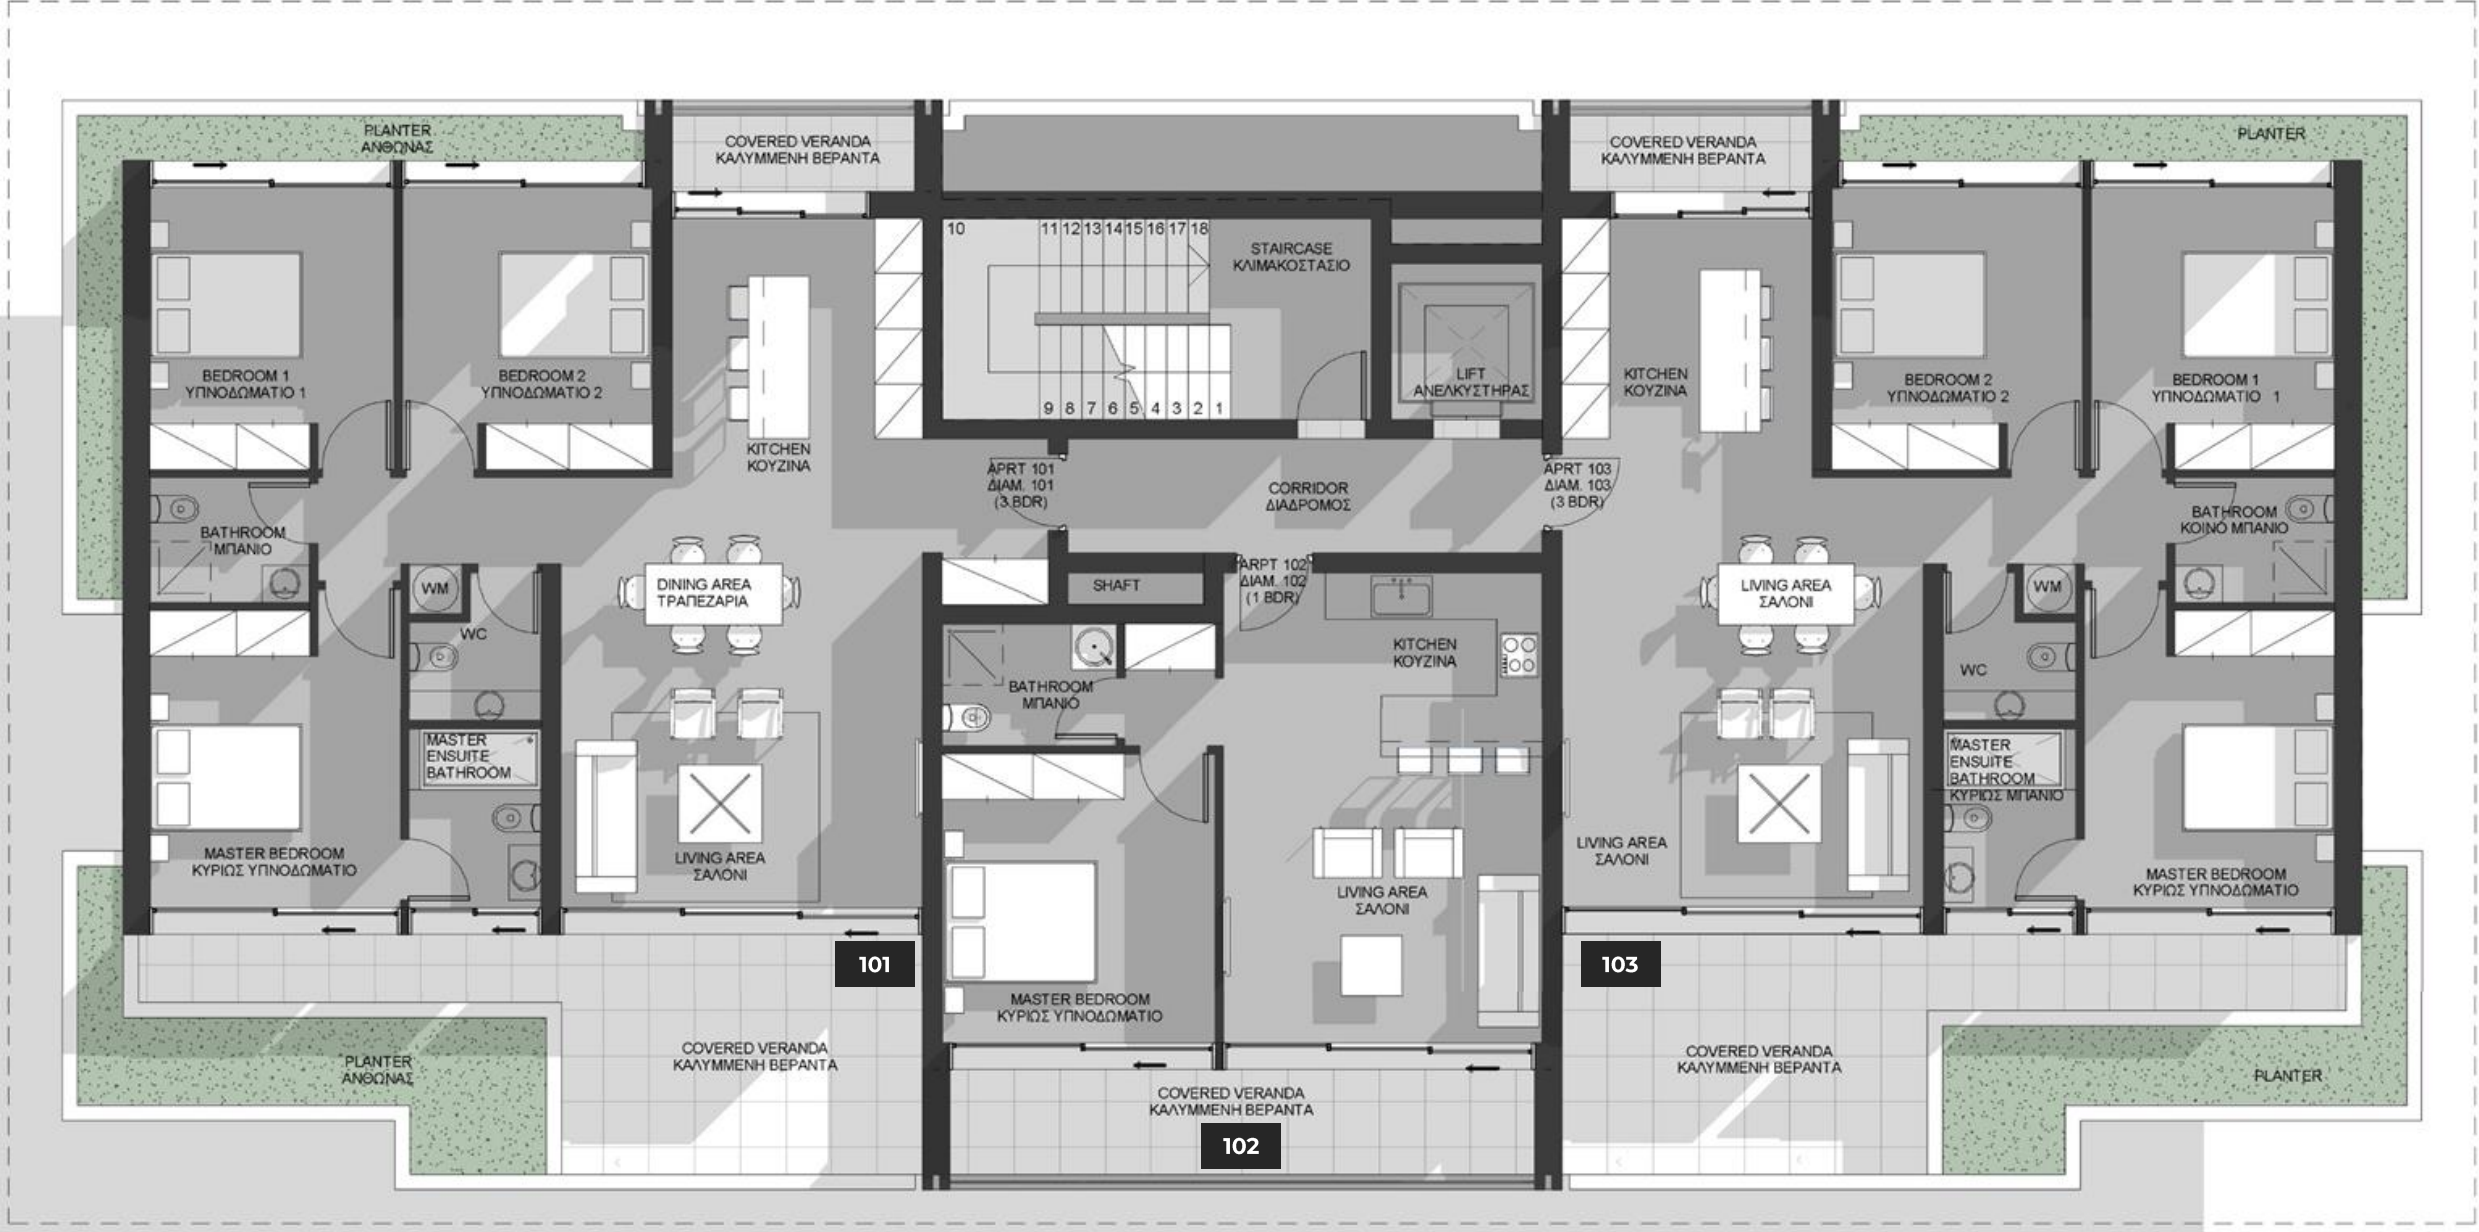 PLANTER
ΑΝΘΩΝΑΣ
COVERED VERANDA
ΚΑΛΥΜΜΕΝΗ ΒΕΡΑΝΤΑ
COVERED VERANDA
ΚΑΛΥΜΜΕΝΗ ΒΕΡΑΝΤΑ
PLANTER
10
11 12 13 14 15 16 17 18
STAIRCASE
ΚΛΙΜΑΚΟΣΤΑΣΙΟ
9 8 7 6 5 4 3 2 1
LIFT
ΑΝΕΛΚΥΣΤΗΡΑΣ
BEDROOM 1
ΥΠΝΟΔΩΜΑΤΙΟ 1
BEDROOM 2
ΥΠΝΟΔΩΜΑΤΙΟ 2
KITCHEN
ΚΟΥΖΙΝΑ
KITCHEN
ΚΟΥΖΙΝΑ
BEDROOM 2
ΥΠΝΟΔΩΜΑΤΙΟ 2
BEDROOM 1
ΥΠΝΟΔΩΜΑΤΙΟ 1
APRT 101
ΔΙΑΜ. 101
(3 BDR)
CORRIDOR
ΔΙΑΔΡΟΜΟΣ
APRT 103
ΔΙΑΜ. 103
(3 BDR)
BATHROOM
ΜΠΑΝΙΟ
BATHROOM
ΚΟΙΝΟ ΜΠΑΝΙΟ
WM
DINING AREA
ΤΡΑΠΕΖΑΡΙΑ
SHAFT
ARPT 102
ΔΙΑΜ. 102
(1 BDR)
LIVING AREA
ΣΑΛΟΝΙ
WM
WC
KITCHEN
ΚΟΥΖΙΝΑ
WC
BATHROOM
ΜΠΑΝΙΟ
MASTER
ENSUITE
BATHROOM
MASTER
ENSUITE
BATHROOM
ΚΥΡΙΩΣ ΜΠΑΝΙΟ
MASTER BEDROOM
ΚΥΡΙΩΣ ΥΠΝΟΔΩΜΑΤΙΟ
LIVING AREA
ΣΑΛΟΝΙ
LIVING AREA
ΣΑΛΟΝΙ
LIVING AREA
ΣΑΛΟΝΙ
MASTER BEDROOM
ΚΥΡΙΩΣ ΥΠΝΟΔΩΜΑΤΙΟ
101
103
MASTER BEDROOM
ΚΥΡΙΩΣ ΥΠΝΟΔΩΜΑΤΙΟ
PLANTER
ΑΝΘΩΝΑΣ
COVERED VERANDA
ΚΑΛΥΜΜΕΝΗ ΒΕΡΑΝΤΑ
COVERED VERANDA
ΚΑΛΥΜΜΕΝΗ ΒΕΡΑΝΤΑ
COVERED VERANDA
ΚΑΛΥΜΜΕΝΗ ΒΕΡΑΝΤΑ
PLANTER
102